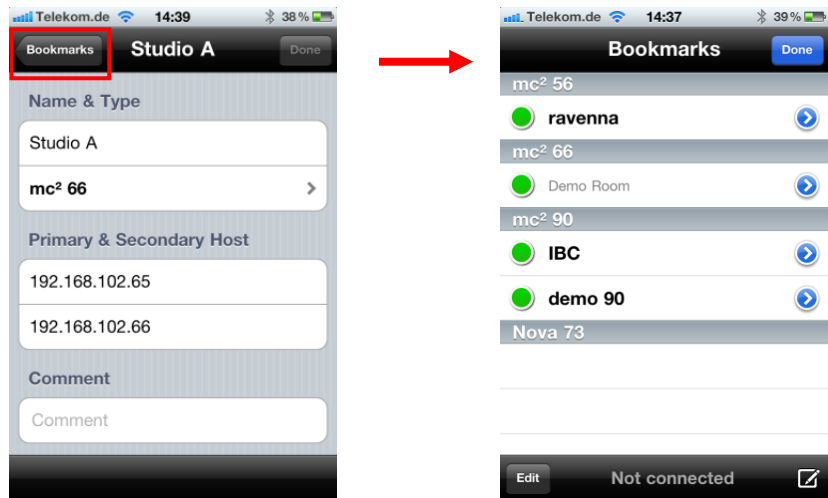 Telekom.de 14:39 38%
Bookmarks Studio A Done
Name & Type
Studio A
mc² 66
Primary & Secondary Host
192.168.102.65
192.168.102.66
Comment
Comment
Telekom.de 14:37 39%
Bookmarks Done
mc² 56
ravenna
mc² 66
Demo Room
mc² 90
IBC
demo 90
Nova 73
Edit Not connected